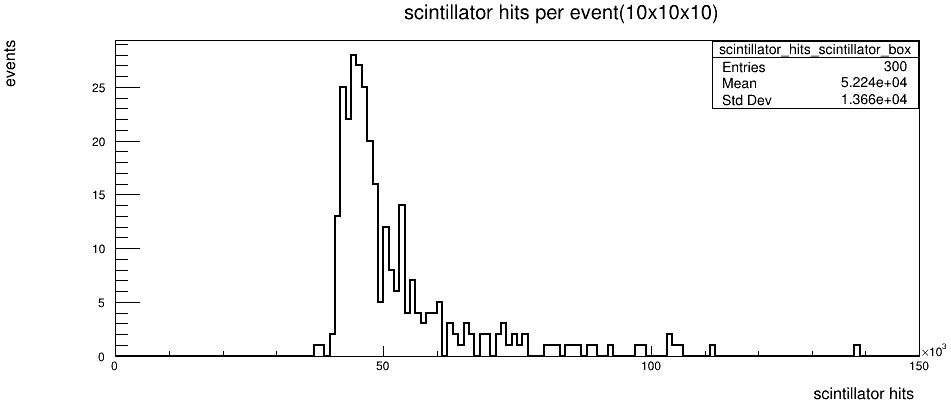 scintillator hits per event(10x10x10)
events
scintillator_hits_scintillator_box
Entries 300
Mean 5.224e+04
Std Dev 1.366e+04
25
20
15
10
5
0
0 50 100 150 ×10³
scintillator hits